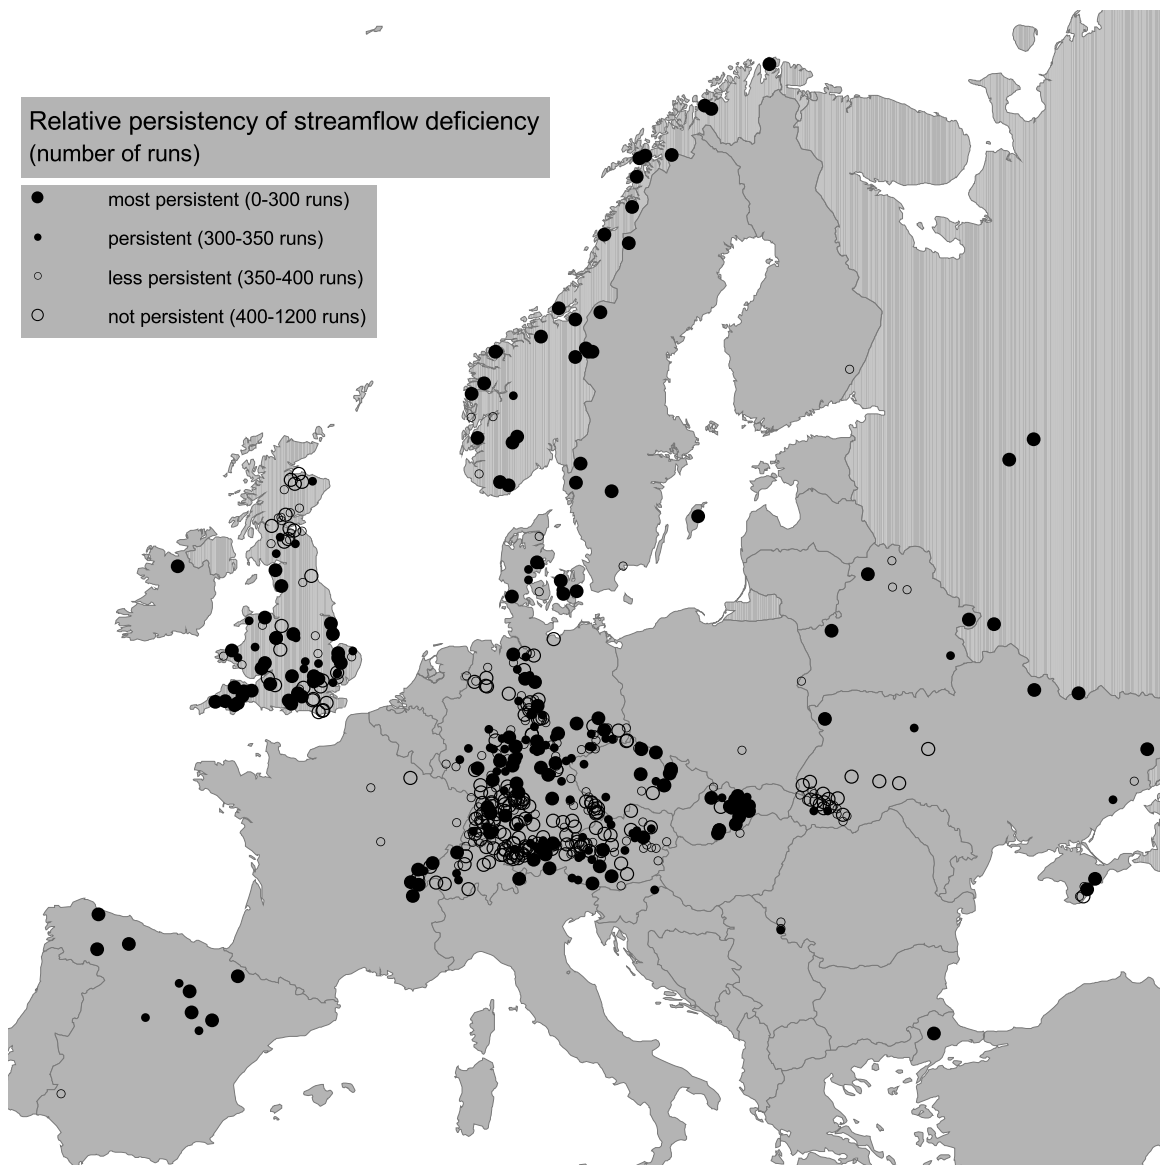 Relative persistency of streamflow deficiency
(number of runs)
most persistent (0-300 runs)
persistent (300-350 runs)
less persistent (350-400 runs)
not persistent (400-1200 runs)